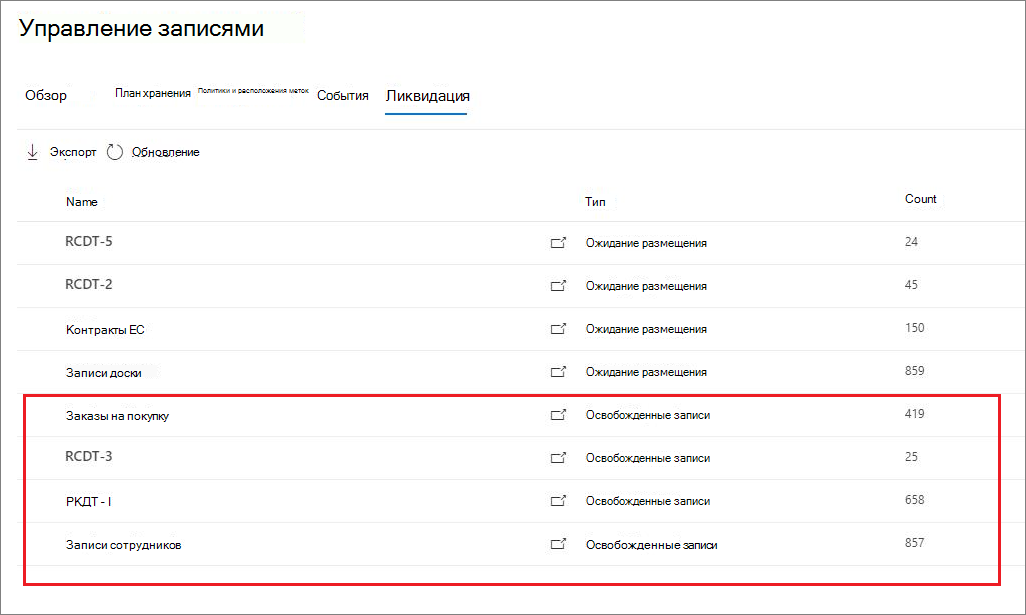 Управление записями
Обзор План хранения Политики и расположения меток События Ликвидация
Экспорт Обновление
Name Тип Count
RCDT-5 Ожидание размещения 24
RCDT-2 Ожидание размещения 45
Контракты ЕС Ожидание размещения 150
Записи доски Ожидание размещения 859
Заказы на покупку Освобожденные записи 419
RCDT-3 Освобожденные записи 25
РКДТ - I Освобожденные записи 658
Записи сотрудников Освобожденные записи 857